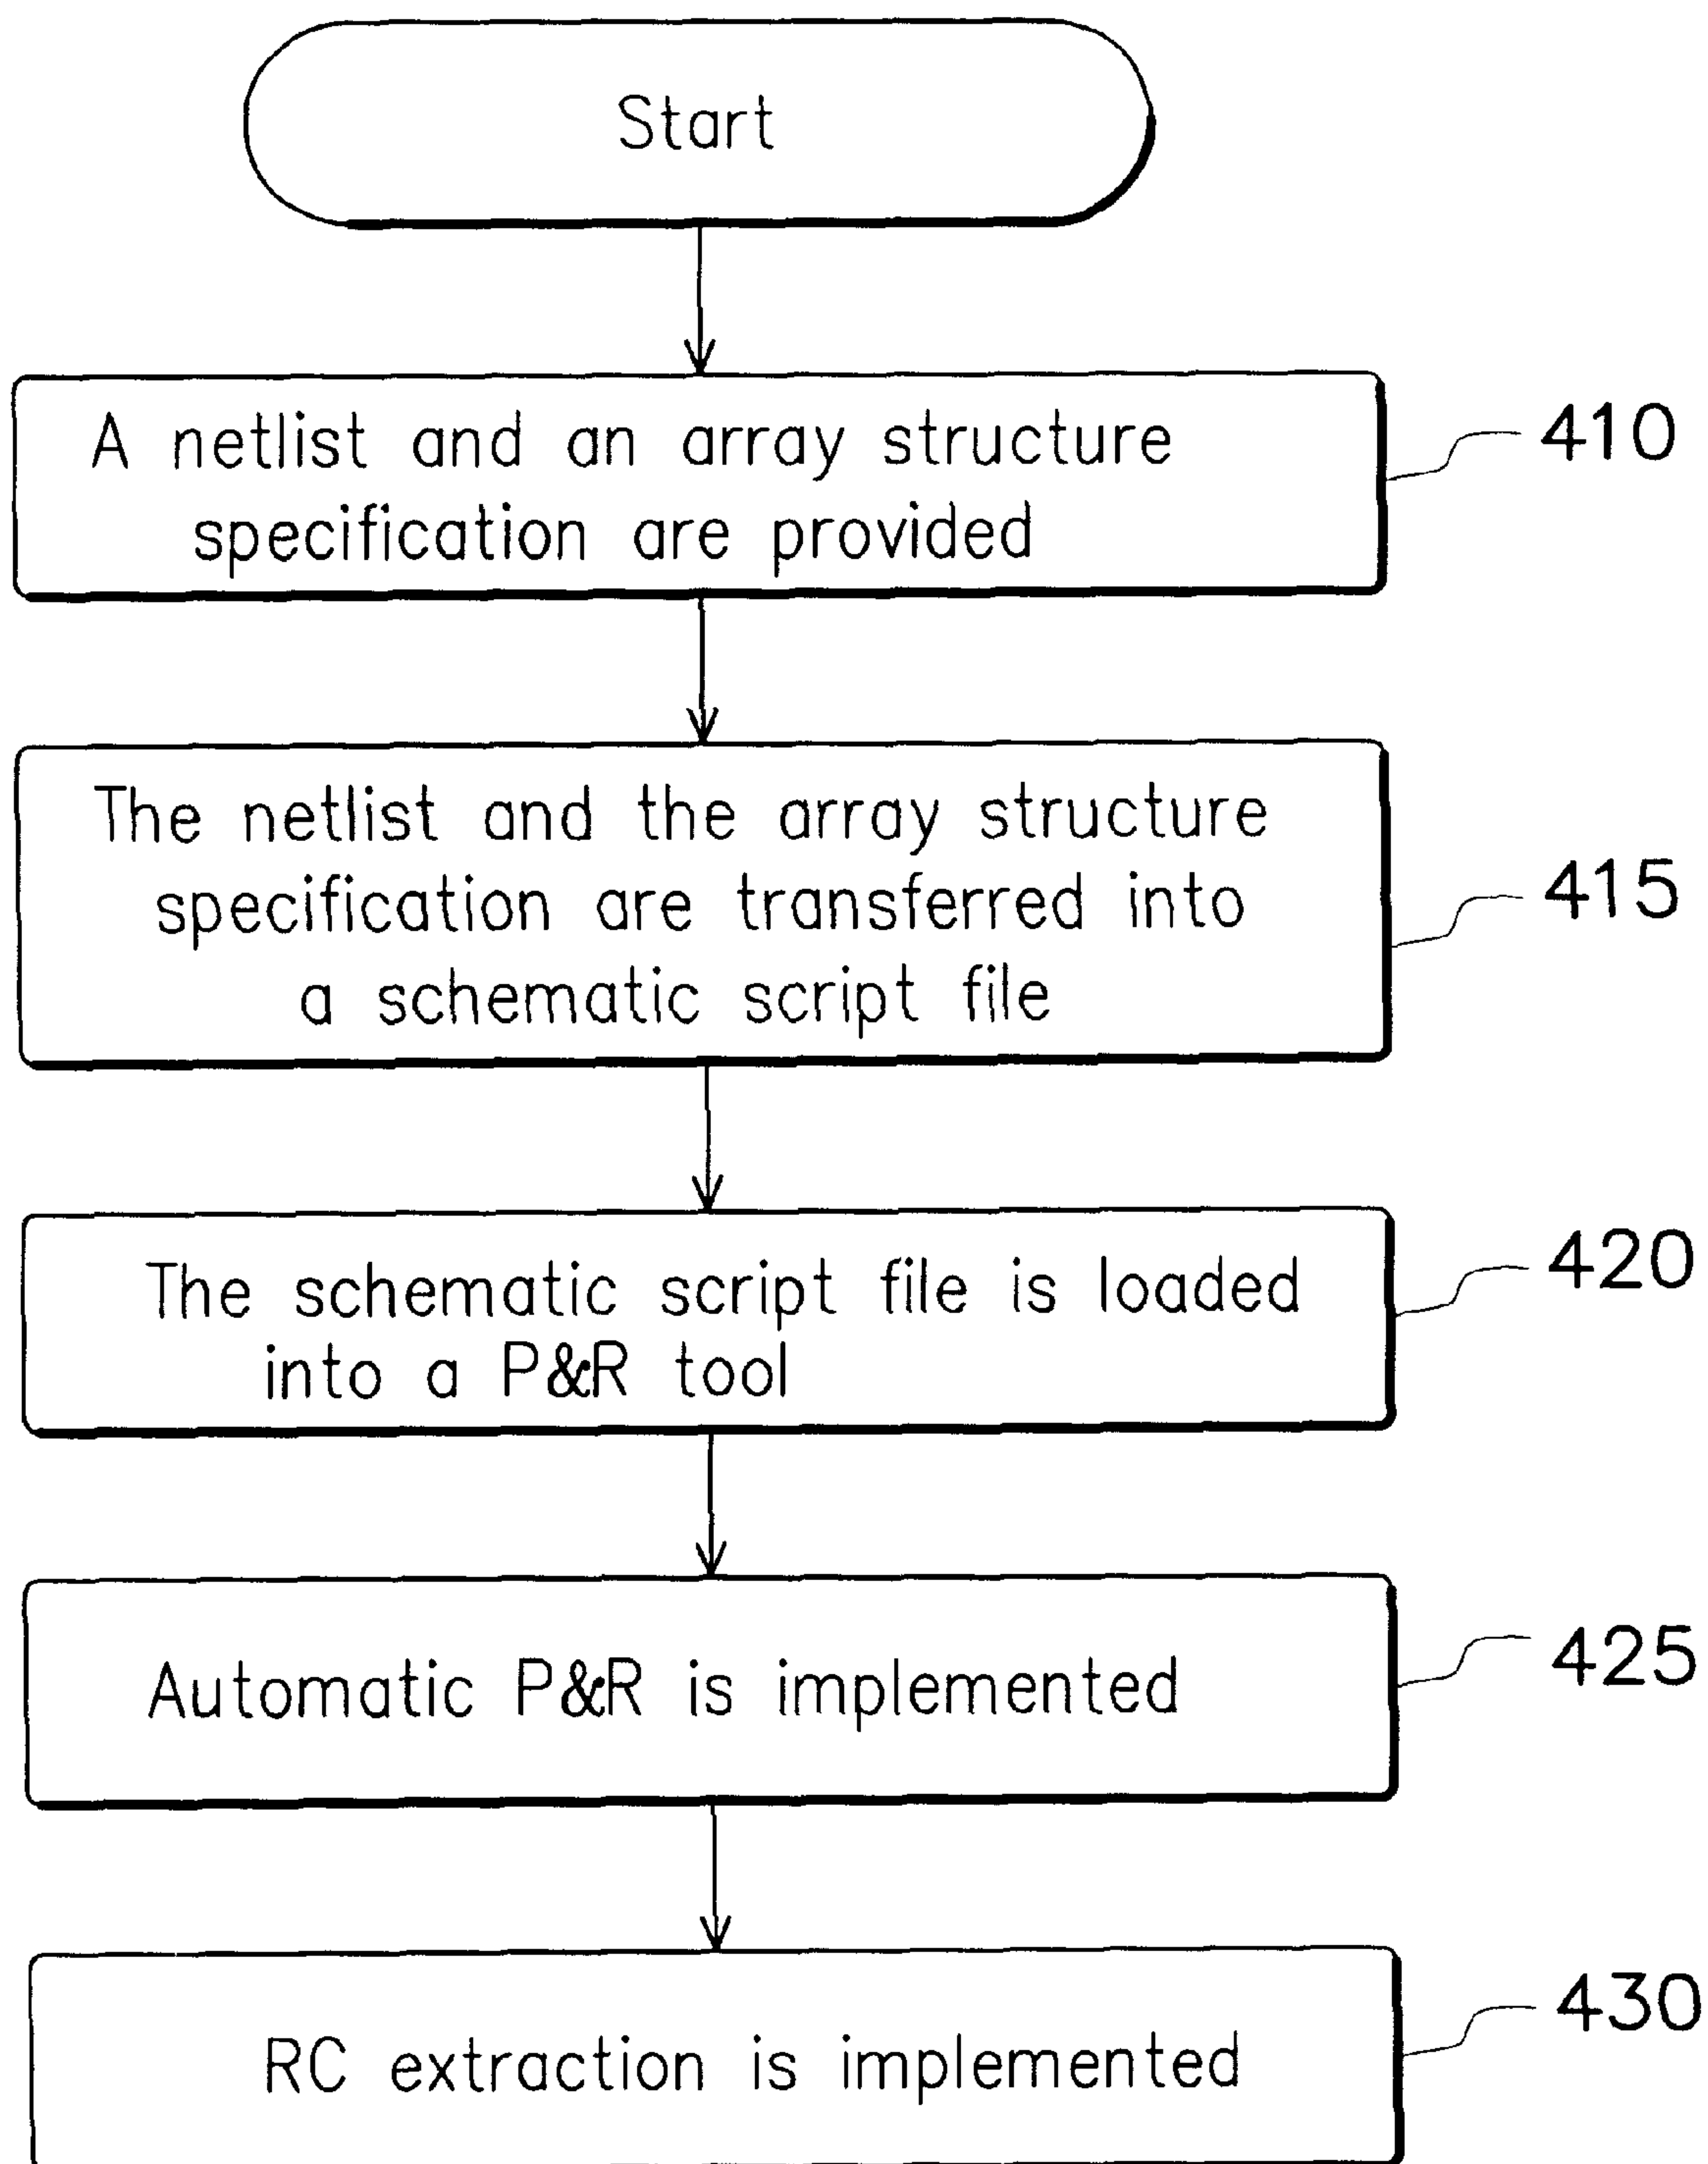 Start
A netlist and an array structure
specification are provided
410
The netlist and the array structure
specification are transferred into
a schematic script file
415
The schematic script file is loaded
into a P&R tool
420
Automatic P&R is implemented
425
RC extraction is implemented
430